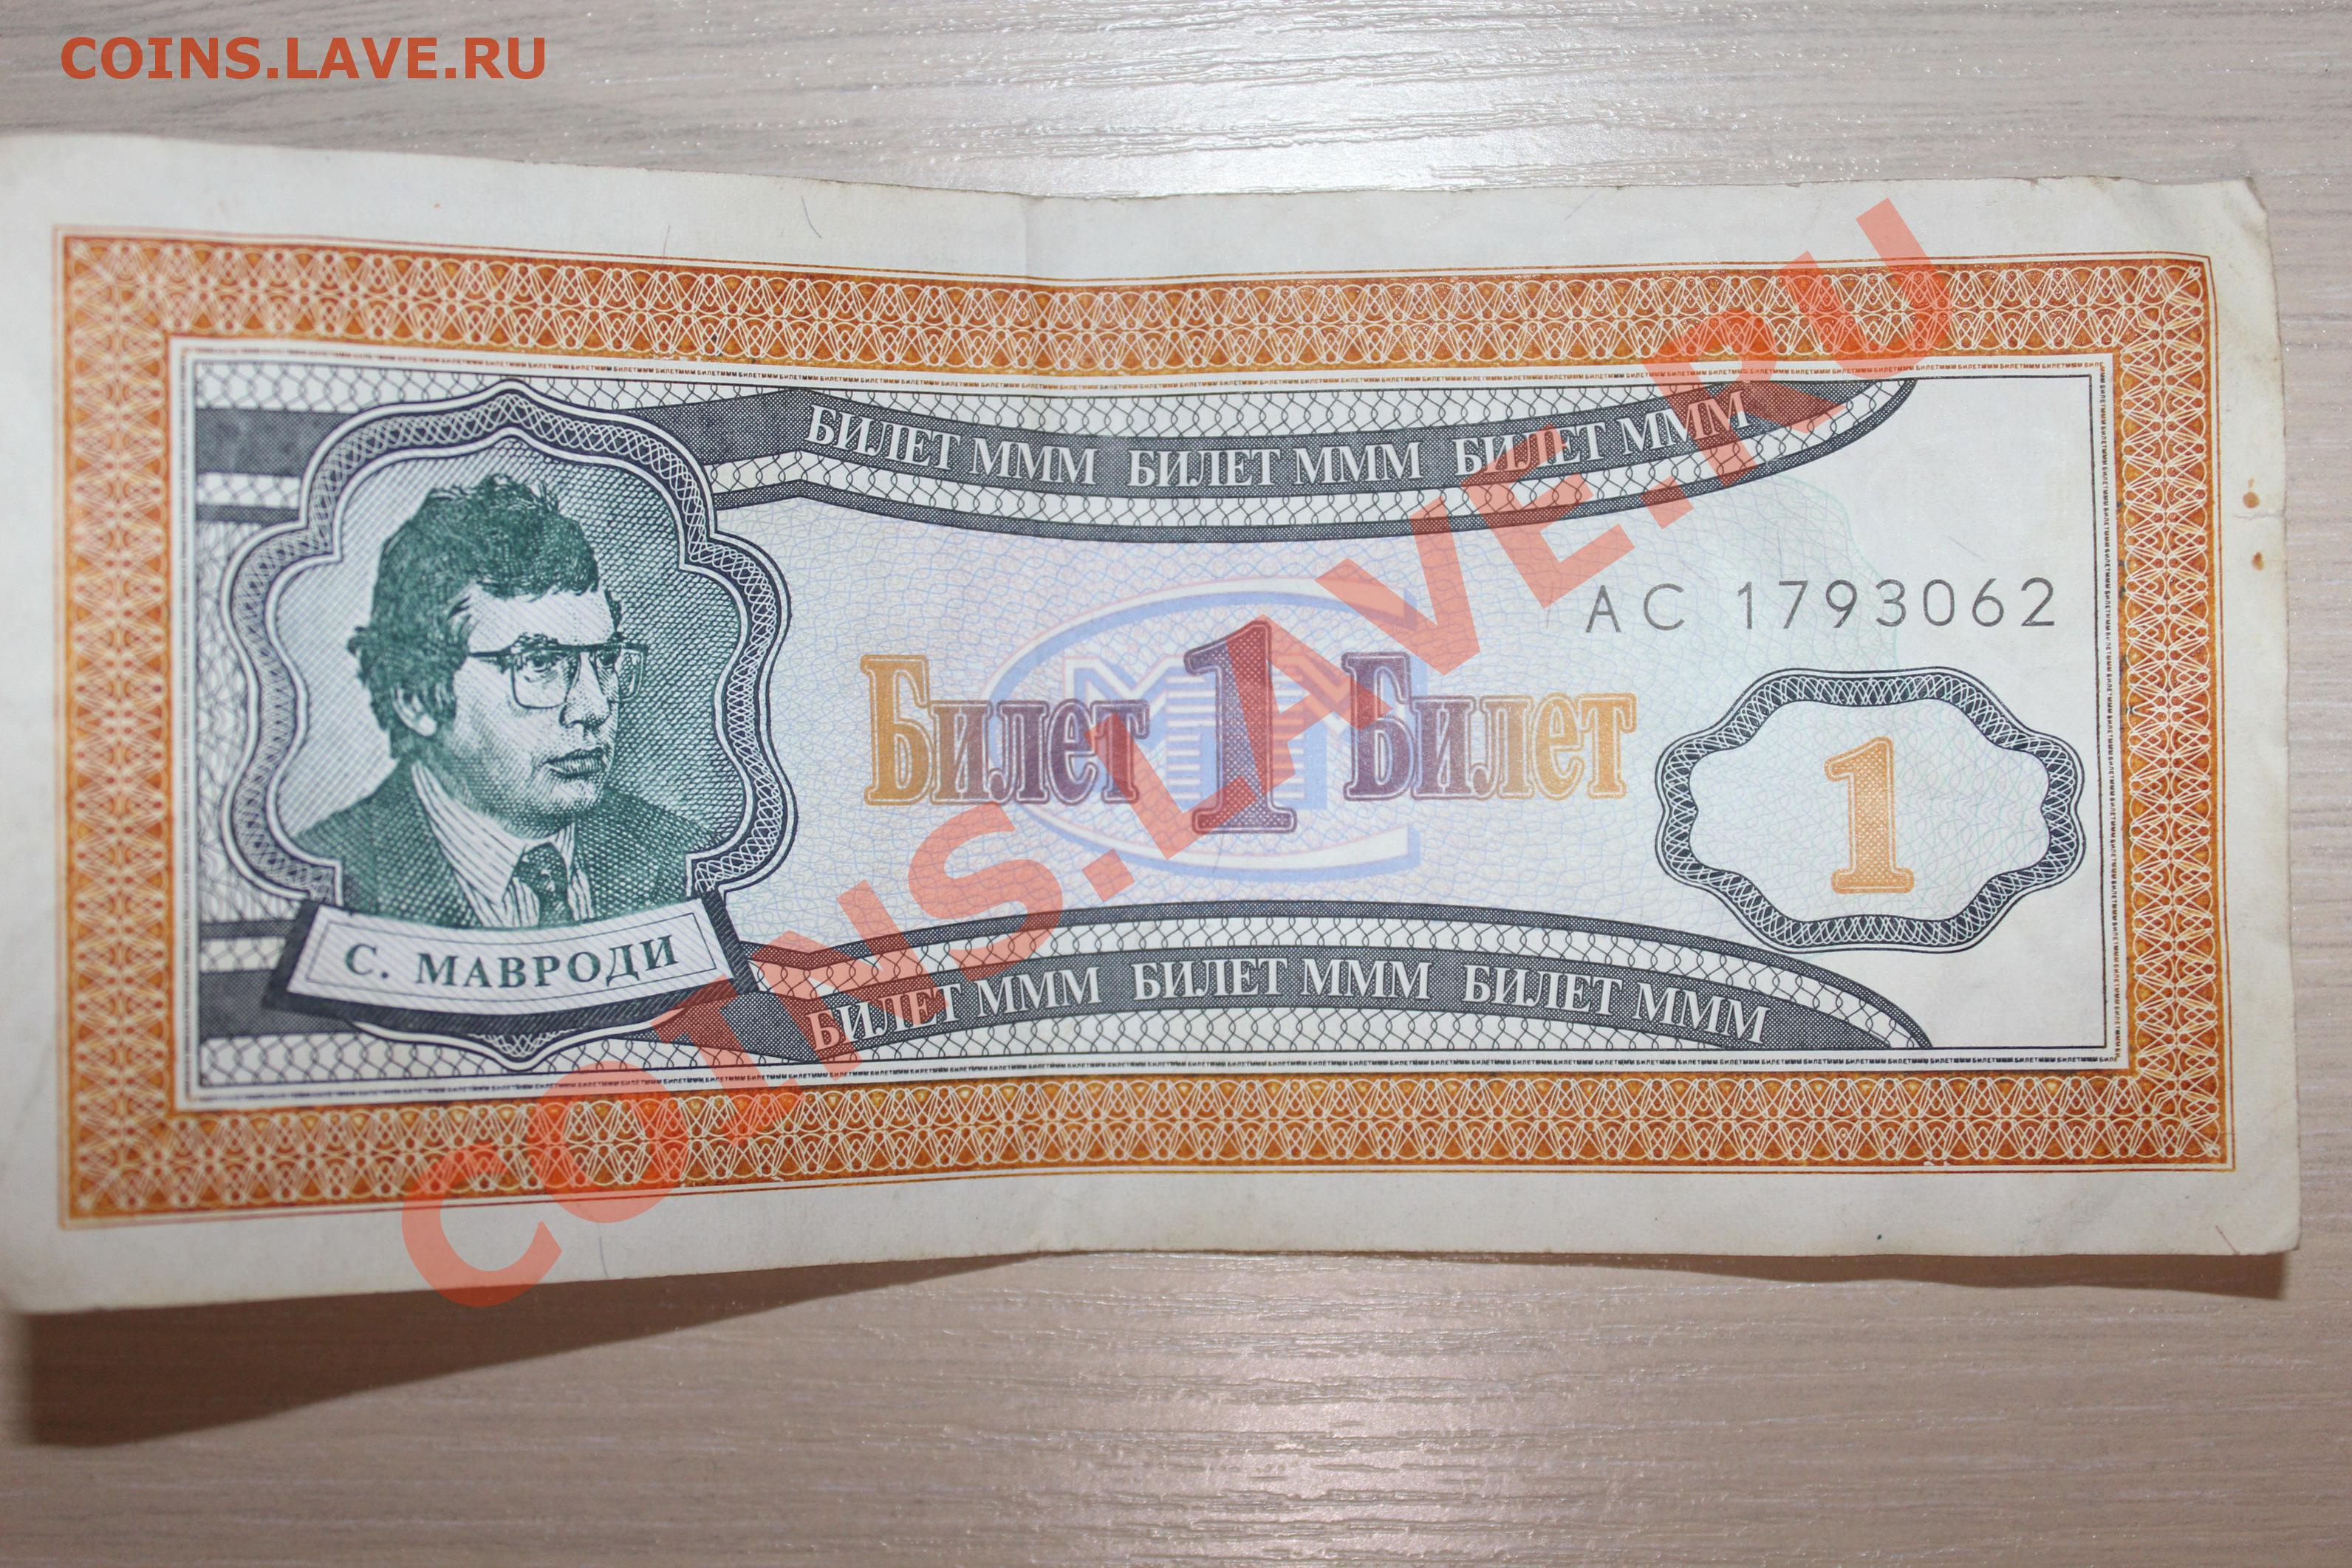 COINS.LAVE.RU
БИЛЕТ МММ БИЛЕТ МММ БИЛЕТ МММ
АС 1793062
Билет 1 Билет
1
С. МАВРОДИ
БИЛЕТ МММ БИЛЕТ МММ БИЛЕТ МММ
COINS.LAVE.RU